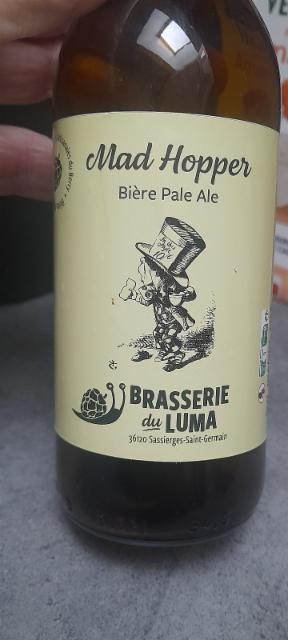 Mad Hopper
Bière Pale Ale
BRASSERIE
du LUMA
36120 Sassierges-Saint-Germain